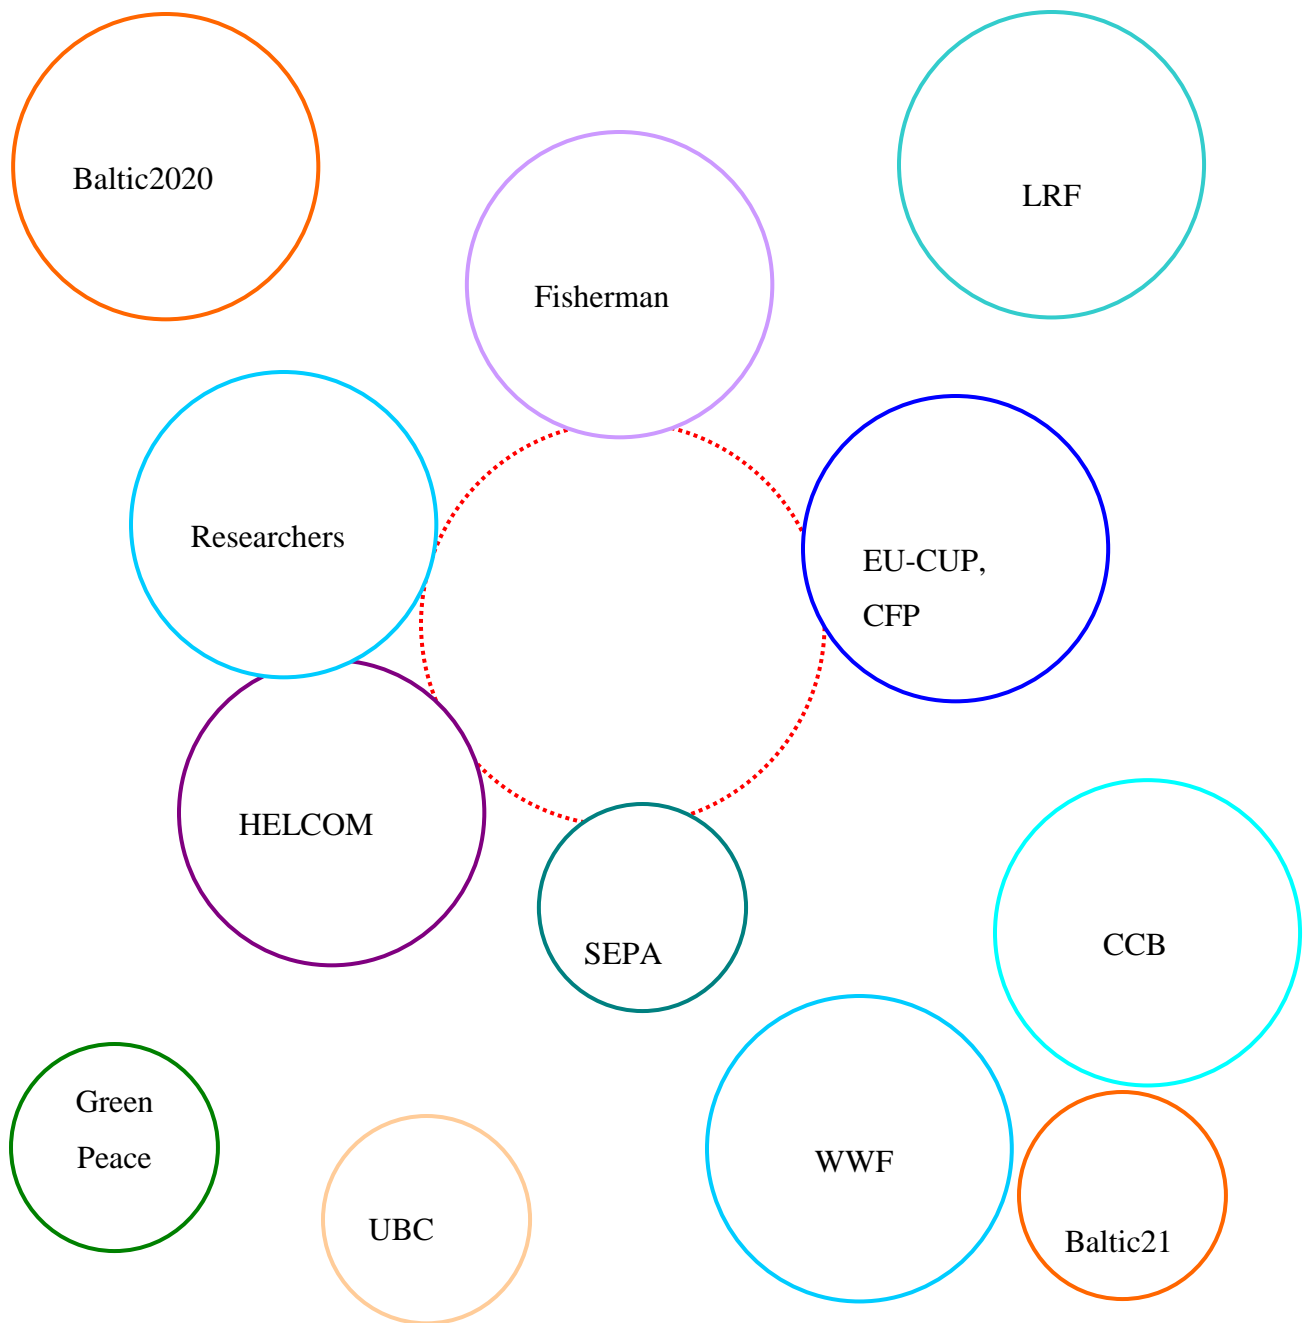 Baltic2020
LRF
Fisherman
Researchers
EU-CUP,
CFP
HELCOM
SEPA
CCB
Green
Peace
WWF
UBC
Baltic21